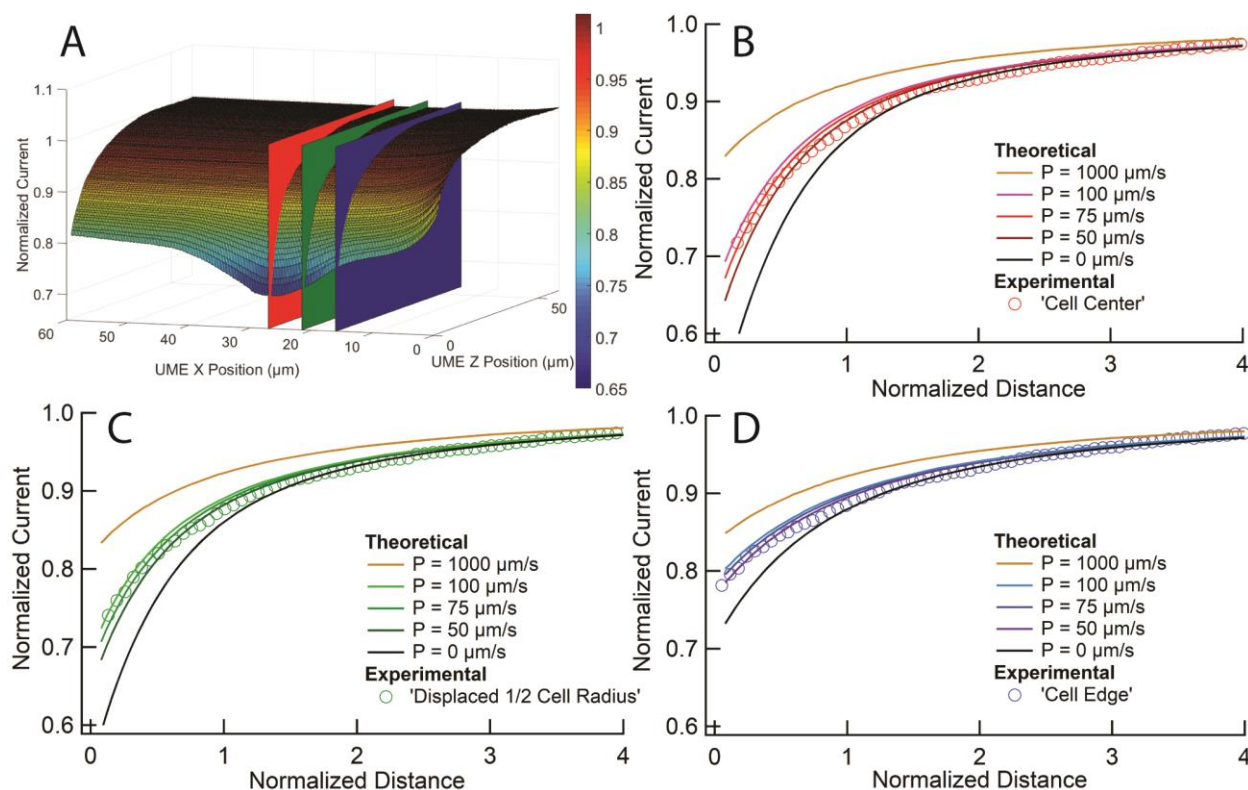 A
Normalized Current
1.1
1
0.9
0.8
0.7
60
50
40
30
20
10
0
0
50
UME X Position (µm)
UME Z Position (µm)
1
0.95
0.9
0.85
0.8
0.75
0.7
0.65
B
Normalized Current
1.0
0.9
0.8
0.7
0.6
Theoretical
P = 1000 µm/s
P = 100 µm/s
P = 75 µm/s
P = 50 µm/s
P = 0 µm/s
Experimental
'Cell Center'
0 1 2 3 4
Normalized Distance
C
Normalized Current
1.0
0.9
0.8
0.7
0.6
Theoretical
P = 1000 µm/s
P = 100 µm/s
P = 75 µm/s
P = 50 µm/s
P = 0 µm/s
Experimental
'Displaced 1/2 Cell Radius'
0 1 2 3 4
Normalized Distance
D
Normalized Current
1.0
0.9
0.8
0.7
0.6
Theoretical
P = 1000 µm/s
P = 100 µm/s
P = 75 µm/s
P = 50 µm/s
P = 0 µm/s
Experimental
'Cell Edge'
0 1 2 3 4
Normalized Distance